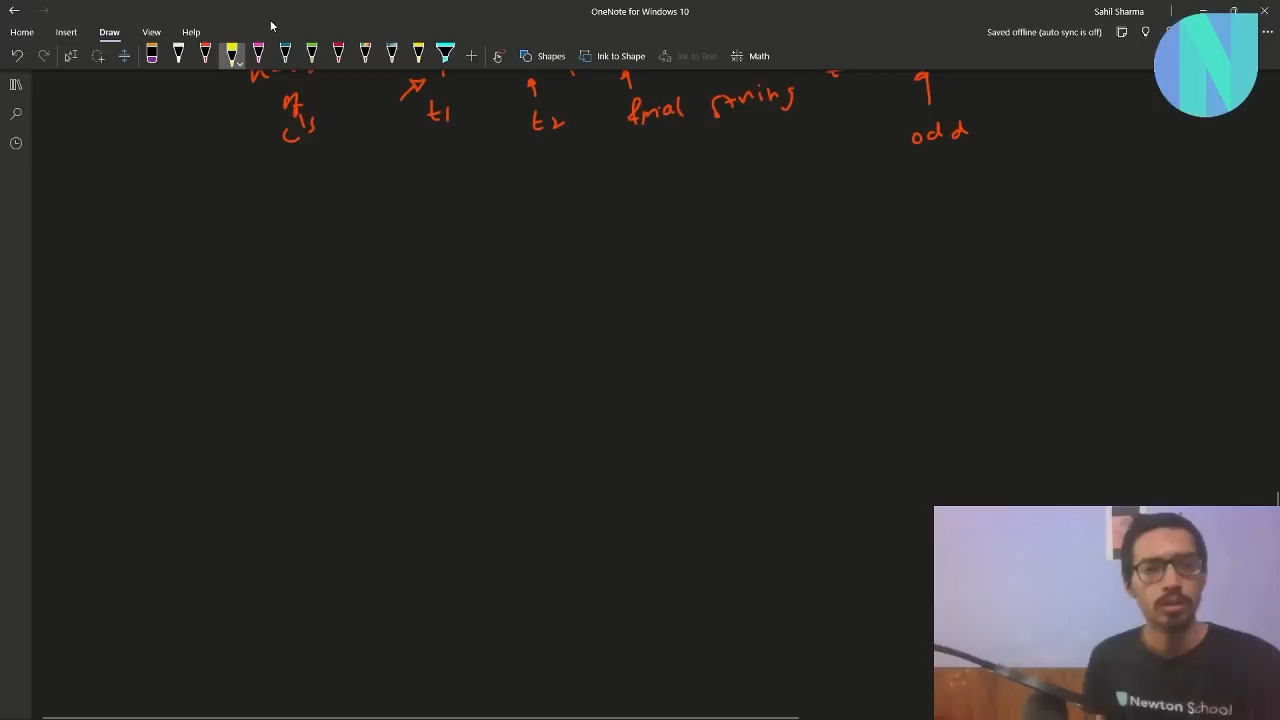 OneNote for Windows 10
Sahil Sharma
Home Insert Draw View Help
Saved offline (auto sync is off)
Shapes Ink to Shape Ink to Text Math
of
c's
t1
t2
final string
odd
Newton School